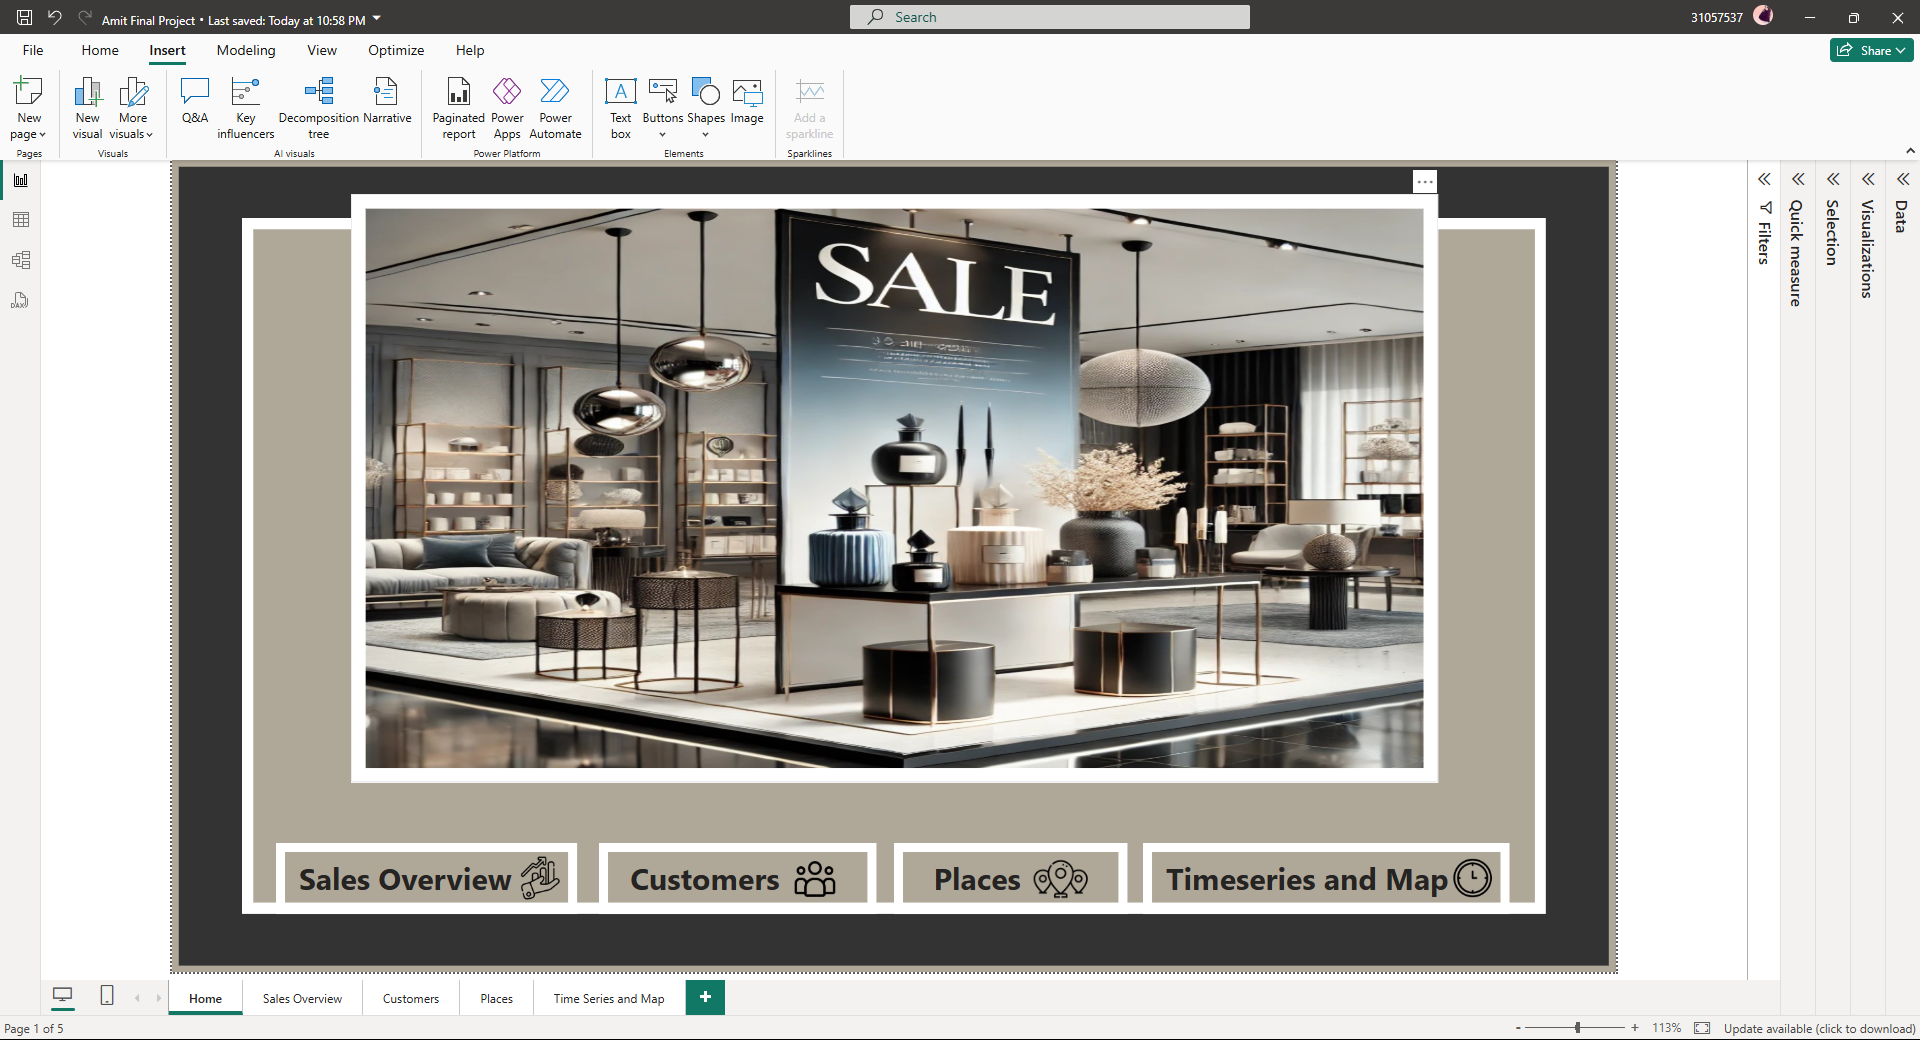 Amit Final Project • Last saved: Today at 10:58 PM
Search
31057537
File Home Insert Modeling View Optimize Help
Share
New page
New visual
More visuals
Q&A
Key influencers
Decomposition tree
Narrative
Paginated report
Power Apps
Power Automate
Text box
Buttons
Shapes
Image
Add a sparkline
Pages
Visuals
AI visuals
Power Platform
Elements
Sparklines
DAX
Filters
Quick measure
Selection
Visualizations
Data
SALE
Sales Overview
Customers
Places
Timeseries and Map
Home
Sales Overview
Customers
Places
Time Series and Map
+
Page 1 of 5
- + 113%
Update available (click to download)